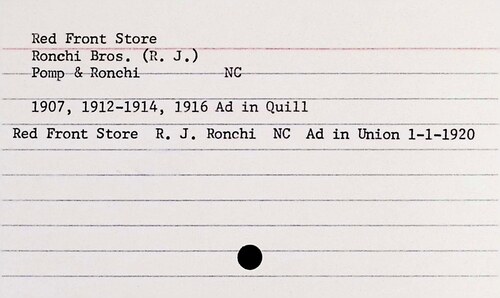 Red Front Store
Ronchi Bros. (R. J.)
Pomp & Ronchi NC
1907, 1912-1914, 1916 Ad in Quill
Red Front Store R. J. Ronchi NC Ad in Union 1-1-1920